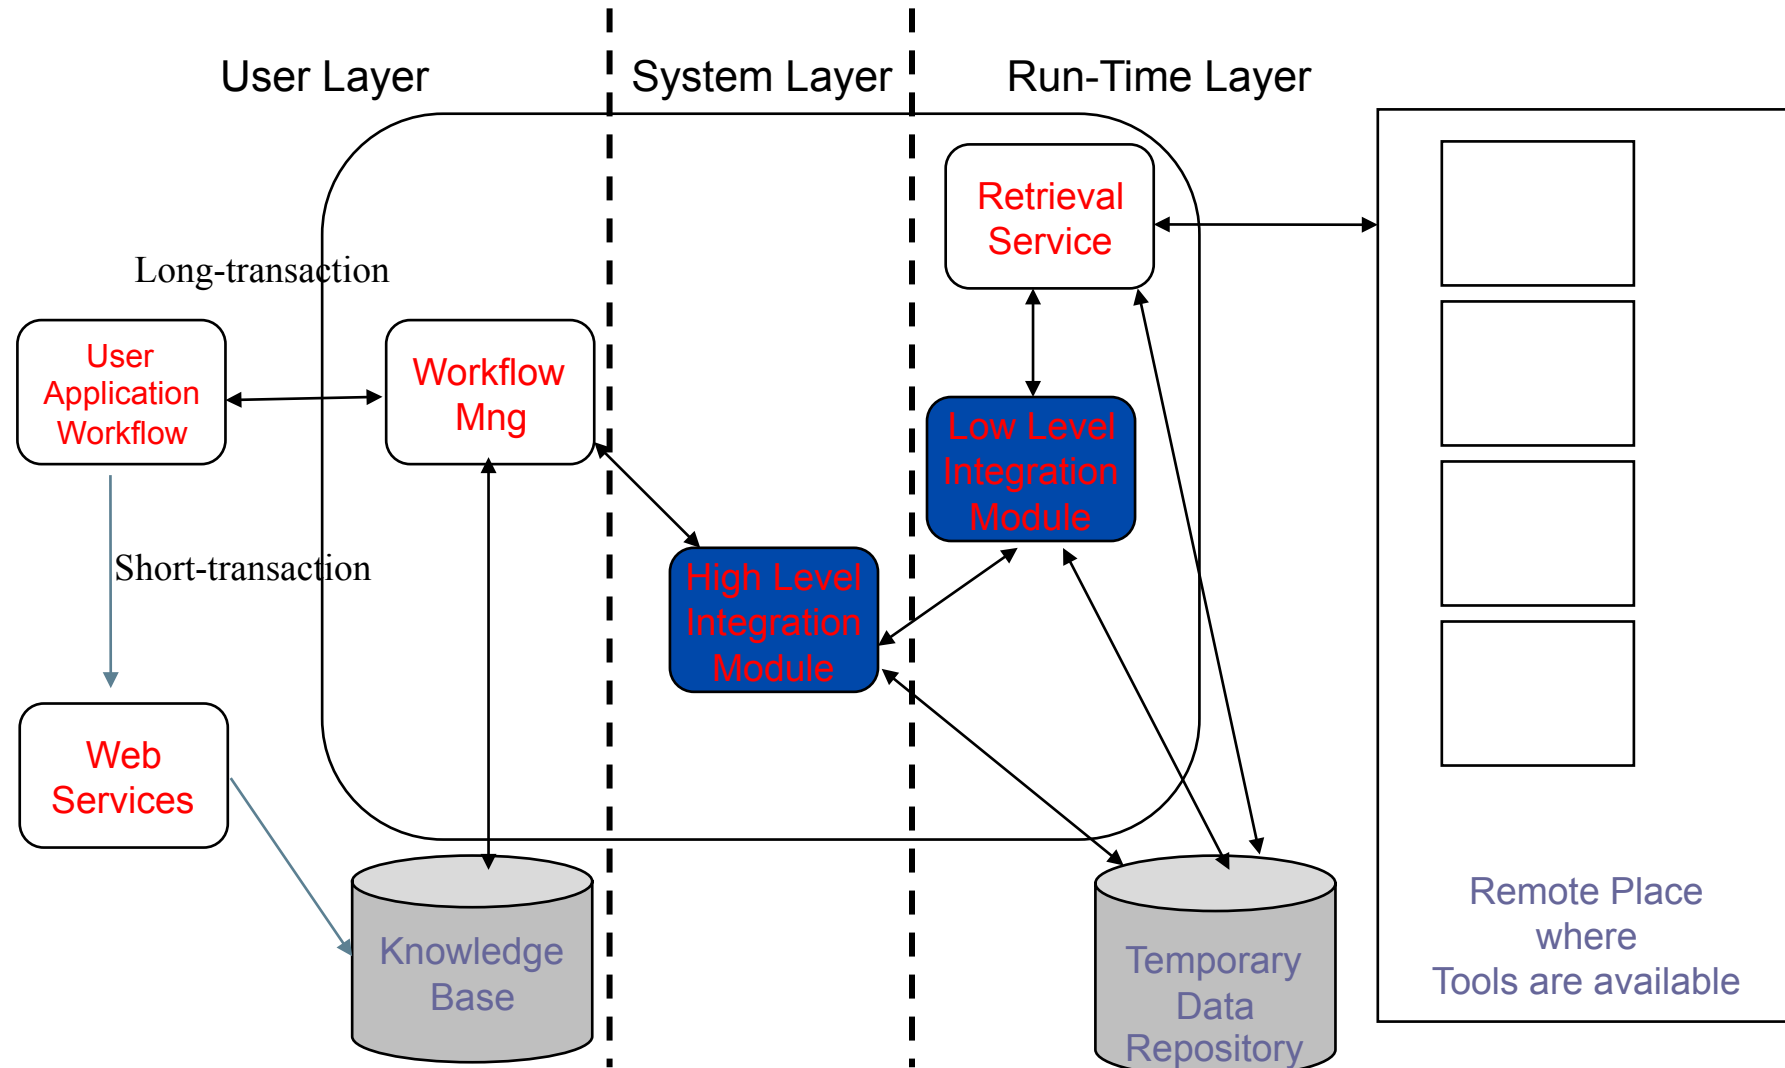 User Layer
System Layer
Run-Time Layer
Retrieval
Service
Long-transaction
User
Application
Workflow
Workflow
Mng
Low Level
Integration
Module
Short-transaction
High Level
Integration
Module
Web
Services
Knowledge
Base
Temporary
Data
Repository
Remote Place
where
Tools are available